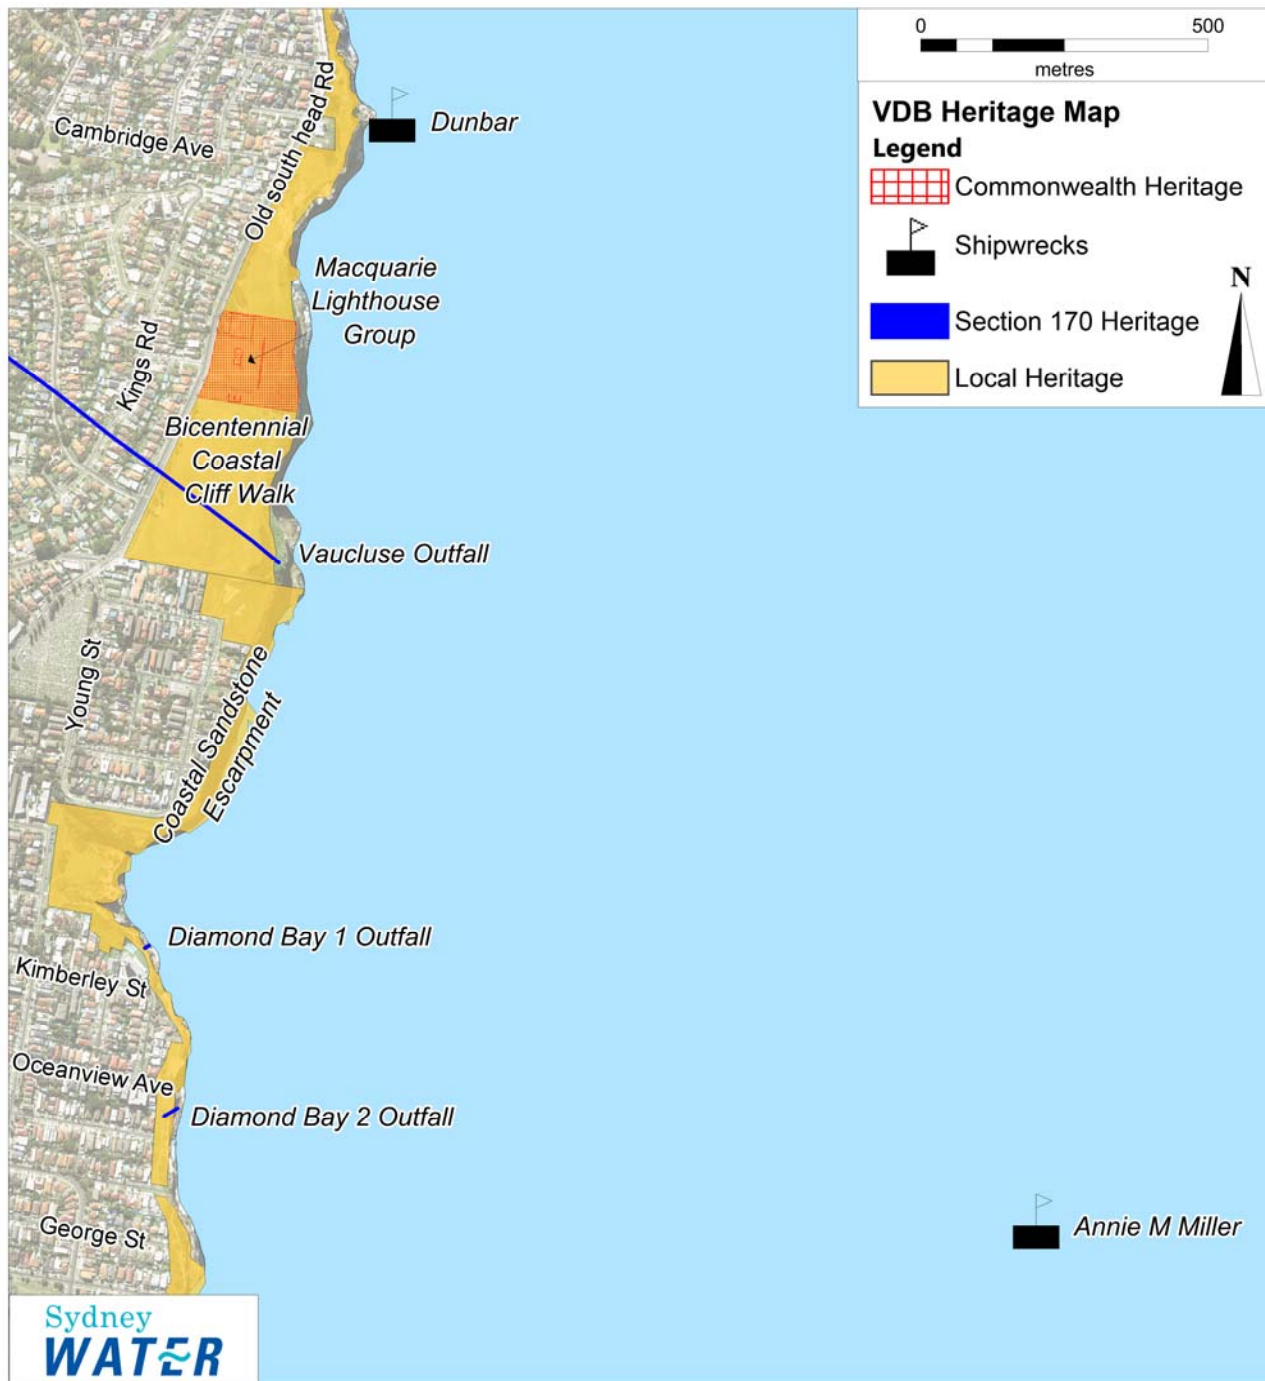 0 500
metres
VDB Heritage Map
Legend
Commonwealth Heritage
Shipwrecks
Section 170 Heritage
Local Heritage
N
Dunbar
Cambridge Ave
Old south head Rd
Macquarie
Lighthouse
Group
Kings Rd
Bicentennial
Coastal
Cliff Walk
Vaucluse Outfall
Young St
Coastal Sandstone
Escarpment
Diamond Bay 1 Outfall
Kimberley St
Oceanview Ave
Diamond Bay 2 Outfall
George St
Annie M Miller
Sydney
WATER